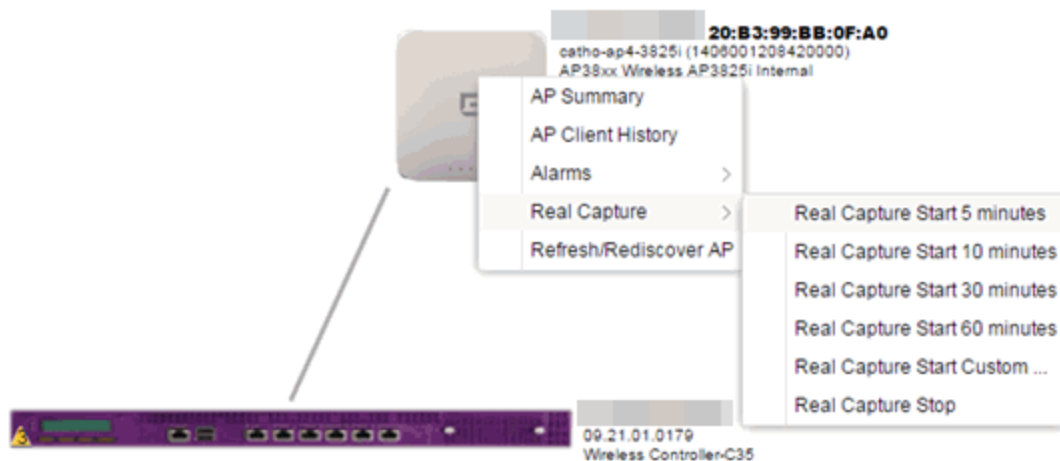 20:B3:99:BB:0F:A0
catho-ap4-3825i (1406001208420000)
AP38xx Wireless AP3825i Internal
AP Summary
AP Client History
Alarms
Real Capture
Refresh/Rediscover AP
Real Capture Start 5 minutes
Real Capture Start 10 minutes
Real Capture Start 30 minutes
Real Capture Start 60 minutes
Real Capture Start Custom ...
Real Capture Stop
3
09.21.01.0179
Wireless Controller-C35